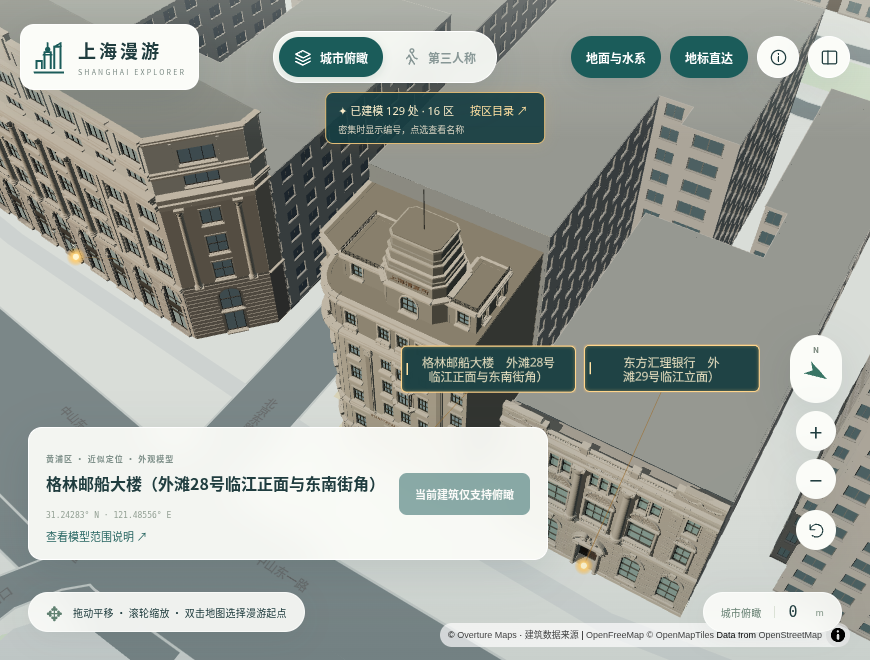 上海漫游
SHANGHAI EXPLORER
城市俯瞰
第三人称
地面与水系
地标直达
✦ 已建模 129 处 · 16 区 按区目录 ↗
密集时显示编号，点选查看名称
格林邮船大楼 外滩28号
临江正面与东南街角）
东方汇理银行 外
滩29号临江立面）
N
黄浦区 · 近似定位 · 外观模型
格林邮船大楼（外滩28号临江正面与东南街角）
当前建筑仅支持俯瞰
31.24283° N · 121.48556° E
查看模型范围说明 ↗
中山东一路
拖动平移 · 滚轮缩放 · 双击地图选择漫游起点
城市俯瞰 0 m
© Overture Maps · 建筑数据来源 | OpenFreeMap © OpenMapTiles Data from OpenStreetMap